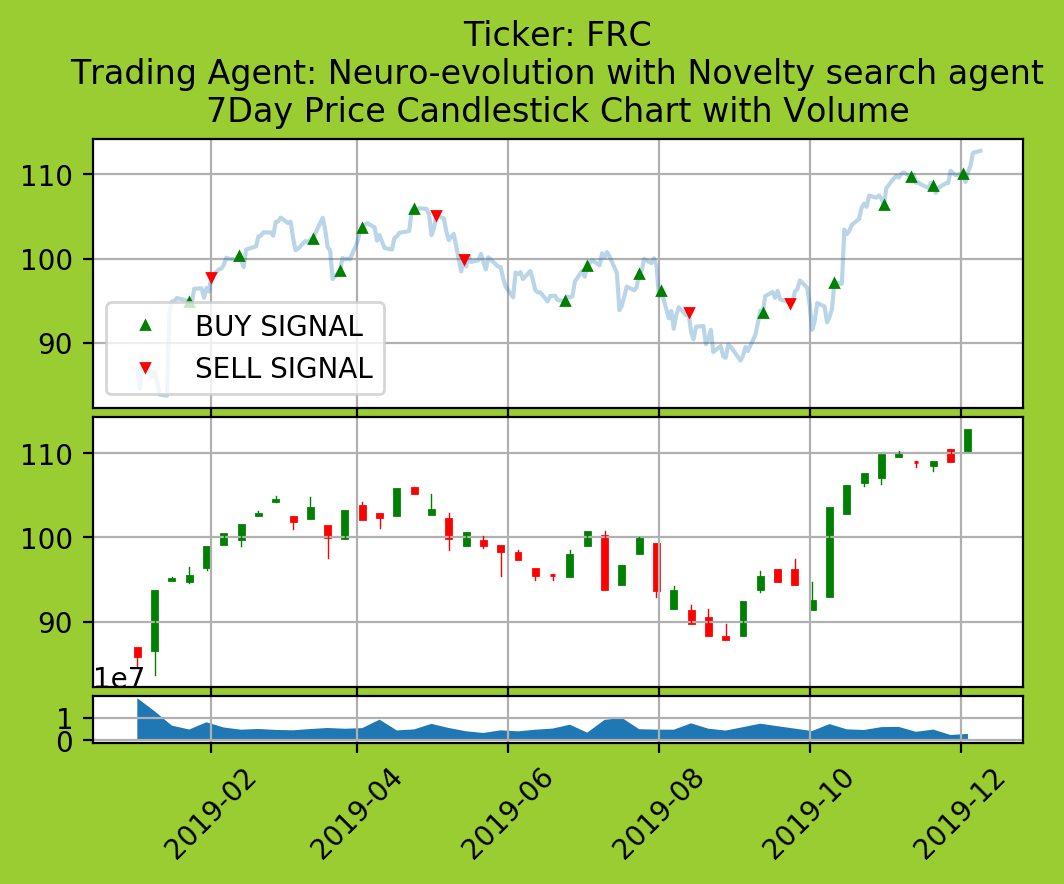 Ticker: FRC
Trading Agent: Neuro-evolution with Novelty search agent
7Day Price Candlestick Chart with Volume
110
100
90
BUY SIGNAL
SELL SIGNAL
110
100
90
1e7
1
0
2019-02
2019-04
2019-06
2019-08
2019-10
2019-12